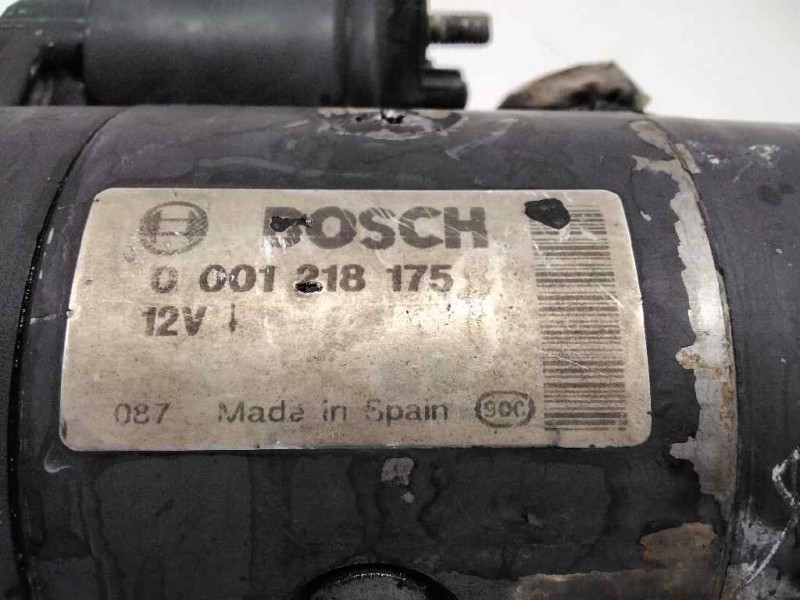 BOSCH
0 001 218 175
12V ↓
087 Made in Spain 90C